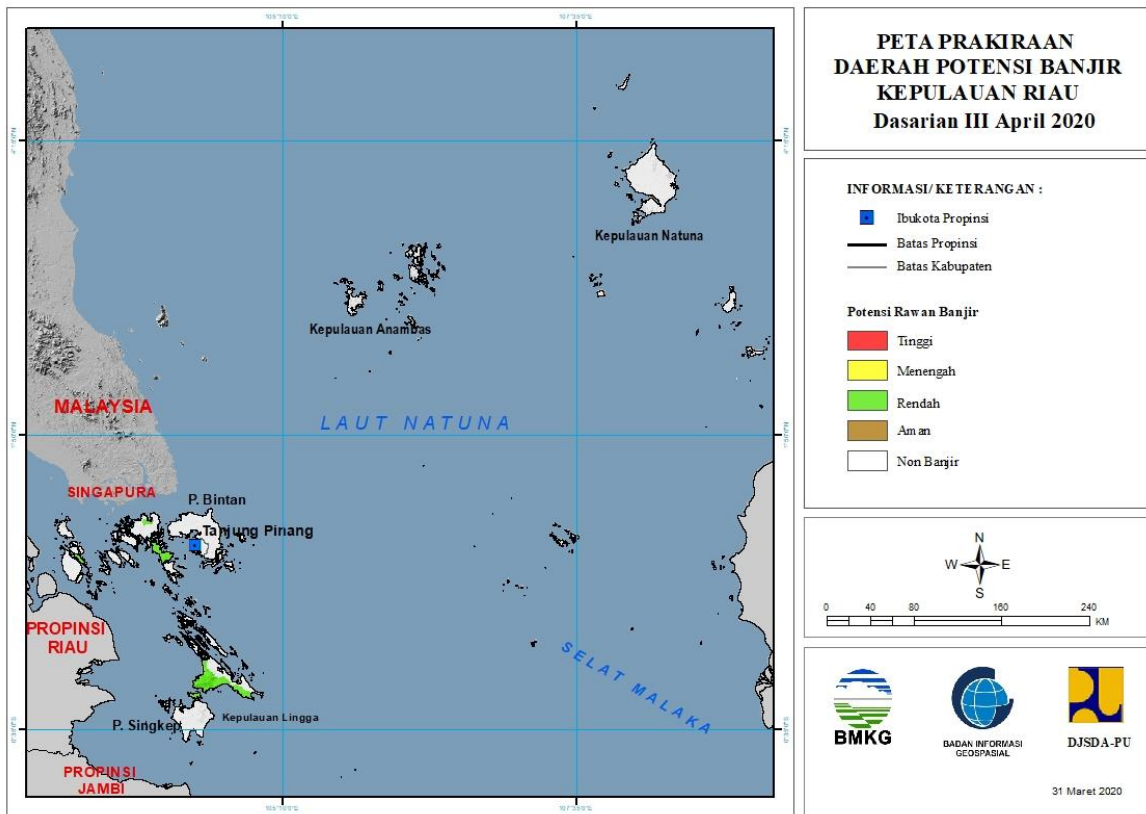 PETA PRAKIRAAN
DAERAH POTENSI BANJIR
KEPULAUAN RIAU
Dasarian III April 2020
INFORMASI/ KETERANGAN :
Ibukota Propinsi
Batas Propinsi
Batas Kabupaten
Potensi Rawan Banjir
Tinggi
Menengah
Rendah
Aman
Non Banjir
N
W
E
S
0 40 80 160 240
KM
BMKG
BADAN INFORMASI
GEOSPASIAL
DJSDA-PU
31 Maret 2020
Kepulauan Natuna
Kepulauan Anambas
MALAYSIA
LAUT NATUNA
SINGAPURA
P. Bintan
Tanjung Pinang
PROPINSI
RIAU
SELAT MALAKA
P. Singkep
Kepulauan Lingga
PROPINSI
JAMBI